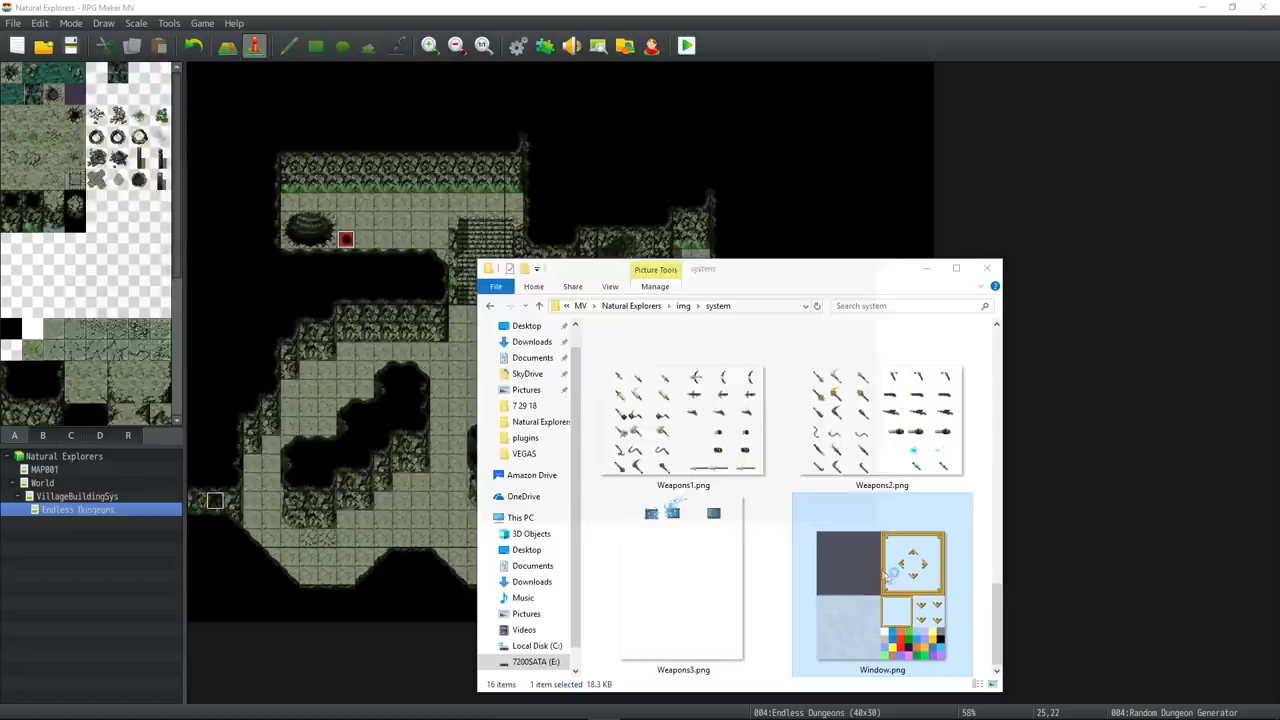 Natural Explorers - RPG Maker MV
File Edit Mode Draw Scale Tools Game Help
Picture Tools system
File Home Share View Manage
« MV › Natural Explorers › img › system
Search system
Desktop
Downloads
Documents
SkyDrive
Pictures
7 29 18
Natural Explorer
plugins
VEGAS
Amazon Drive
OneDrive
This PC
3D Objects
Desktop
Documents
Downloads
Music
Pictures
Videos
Local Disk (C:)
7200SATA (E:)
Weapons1.png
Weapons2.png
Weapons3.png
Window.png
16 items 1 item selected 18.3 KB
1:1
A B C D R
Natural Explorers
MAP001
World
VillageBuildingSys
Endless Dungeons
004:Endless Dungeons (40x30) 58% 25,22 004:Random Dungeon Generator